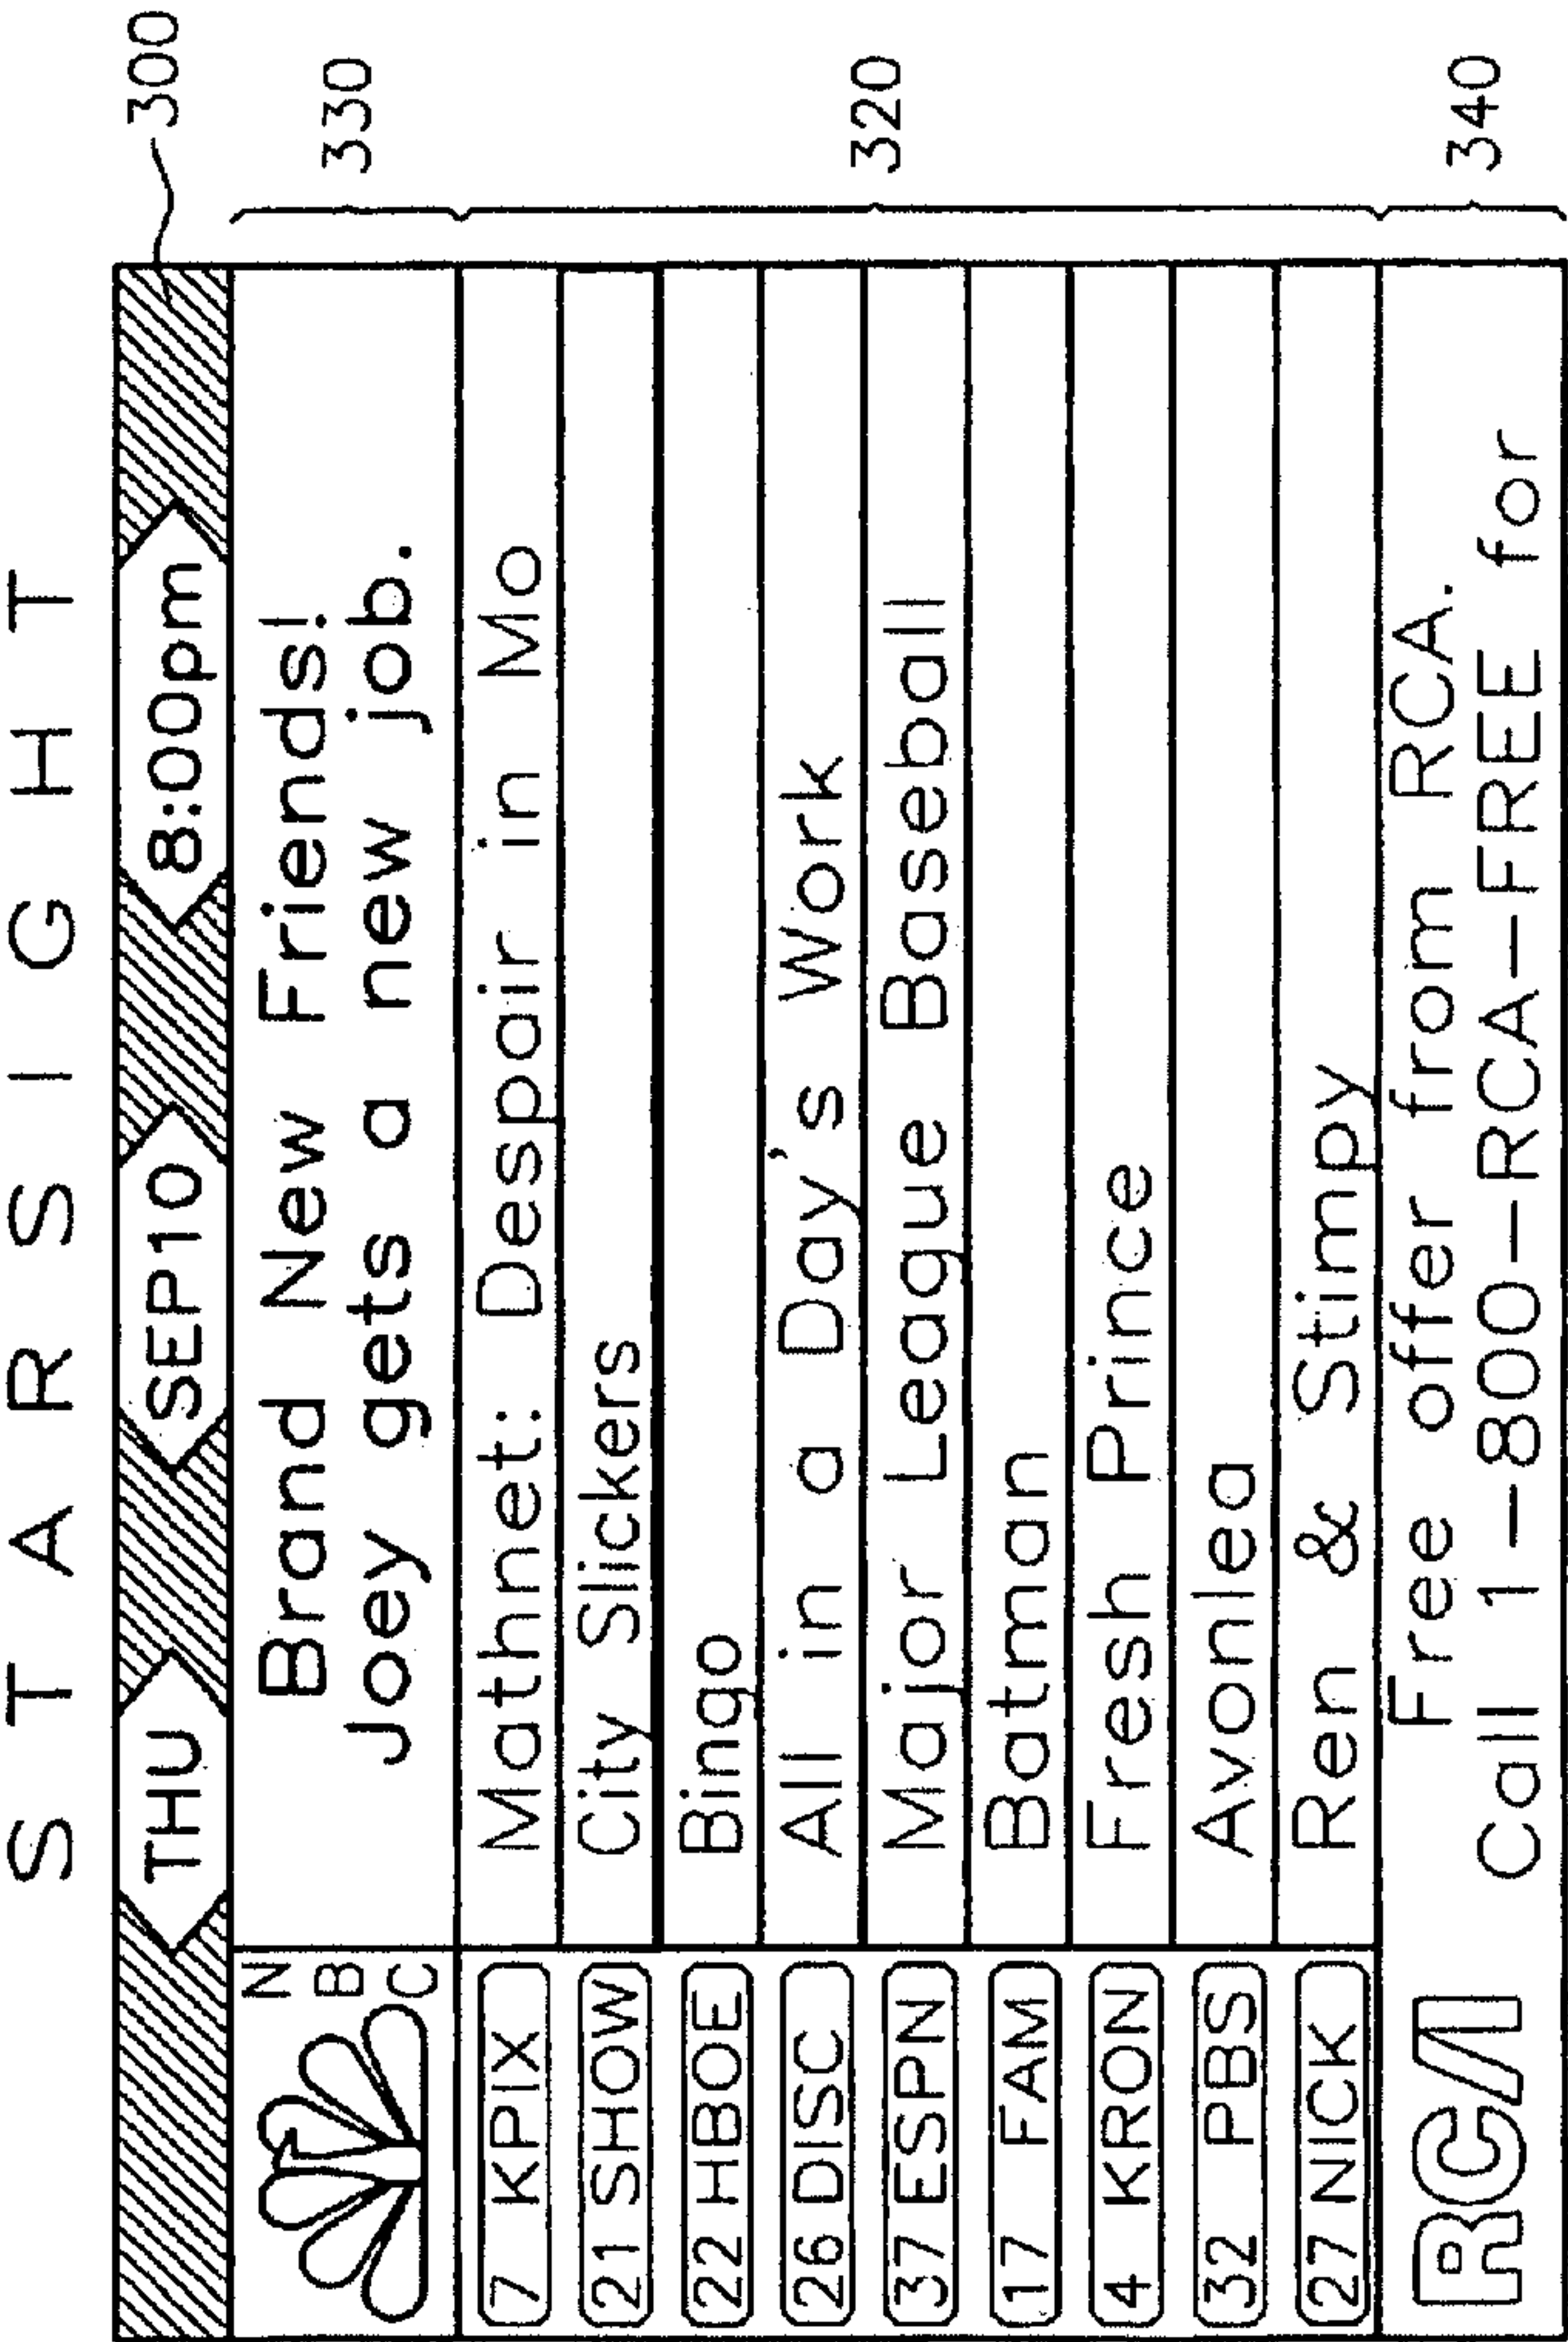 S T A R S I G H T
THU SEP10 8:00pm 300
NBC Brand New Friends!
Joey gets a new job. 330
7 KPIX Mathnet: Despair in Mo
21 SHOW City Slickers
22 HBOE Bingo
26 DISC All in a Day's Work
37 ESPN Major League Baseball 320
17 FAM Batman
4 KRON Fresh Prince
32 PBS Avonlea
27 NICK Ren & Stimpy
RCA Free offer from RCA.
Call 1-800-RCA-FREE for 340